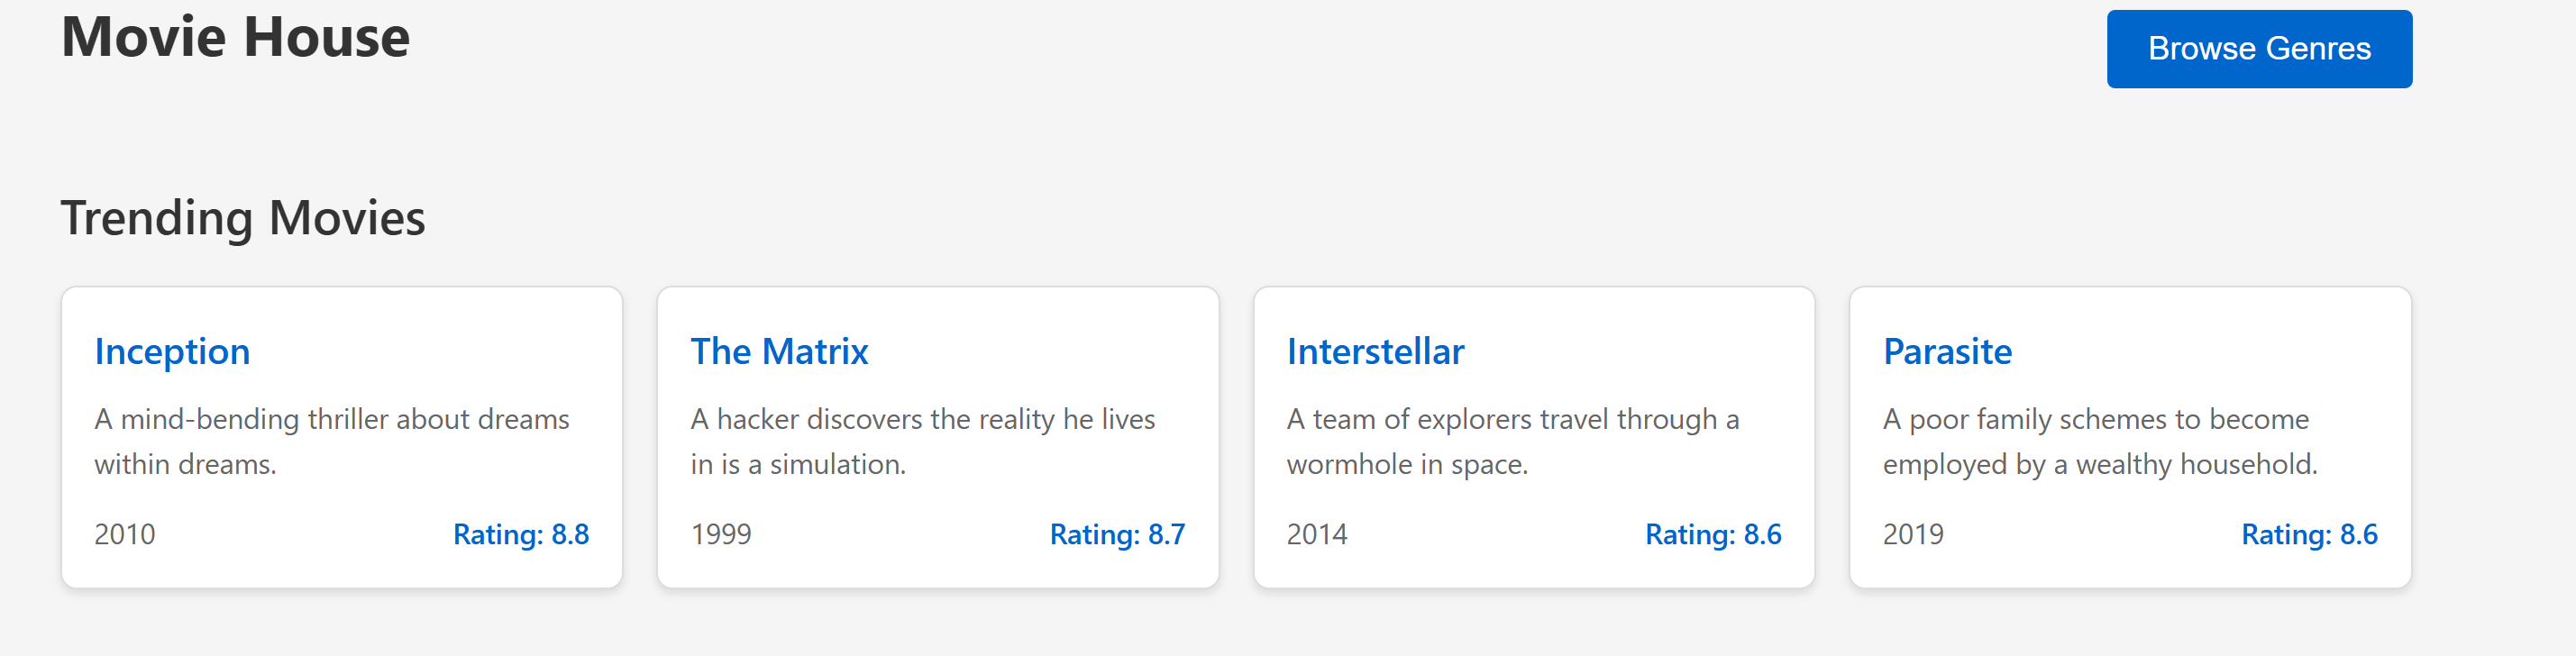 Movie House
Browse Genres
Trending Movies
Inception
A mind-bending thriller about dreams
within dreams.
2010
Rating: 8.8
The Matrix
A hacker discovers the reality he lives
in is a simulation.
1999
Rating: 8.7
Interstellar
A team of explorers travel through a
wormhole in space.
2014
Rating: 8.6
Parasite
A poor family schemes to become
employed by a wealthy household.
2019
Rating: 8.6